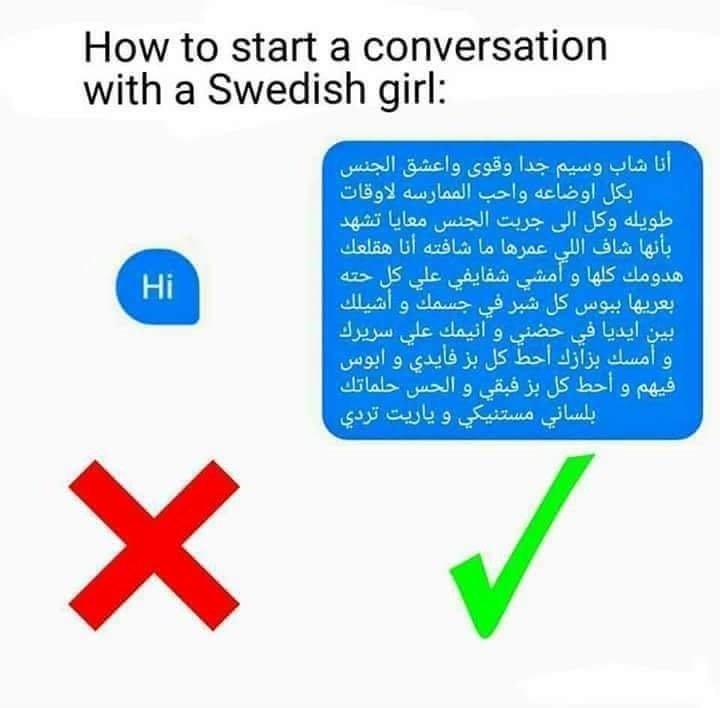 How to start a conversation
with a Swedish girl:
Hi
أنا شاب وسيم جدا وقوى واعشق الجنس
بكل اوضاعه واحب الممارسه لاوقات
طويله وكل الى جربت الجنس معايا تشهد
بأنها شاف اللي عمرها ما شافته أنا هقلعك
هدومك كلها و أمشي شفايفي علي كل حته
بعريها ببوس كل شبر في جسمك و أشيلك
بين ايديا في حضني و انيمك علي سريرك
و أمسك بزازك أحط كل بز فأيدي و ابوس
فيهم و أحط كل بز فبقي و الحس حلماتك
بلساني مستنيكي و ياريت تردي